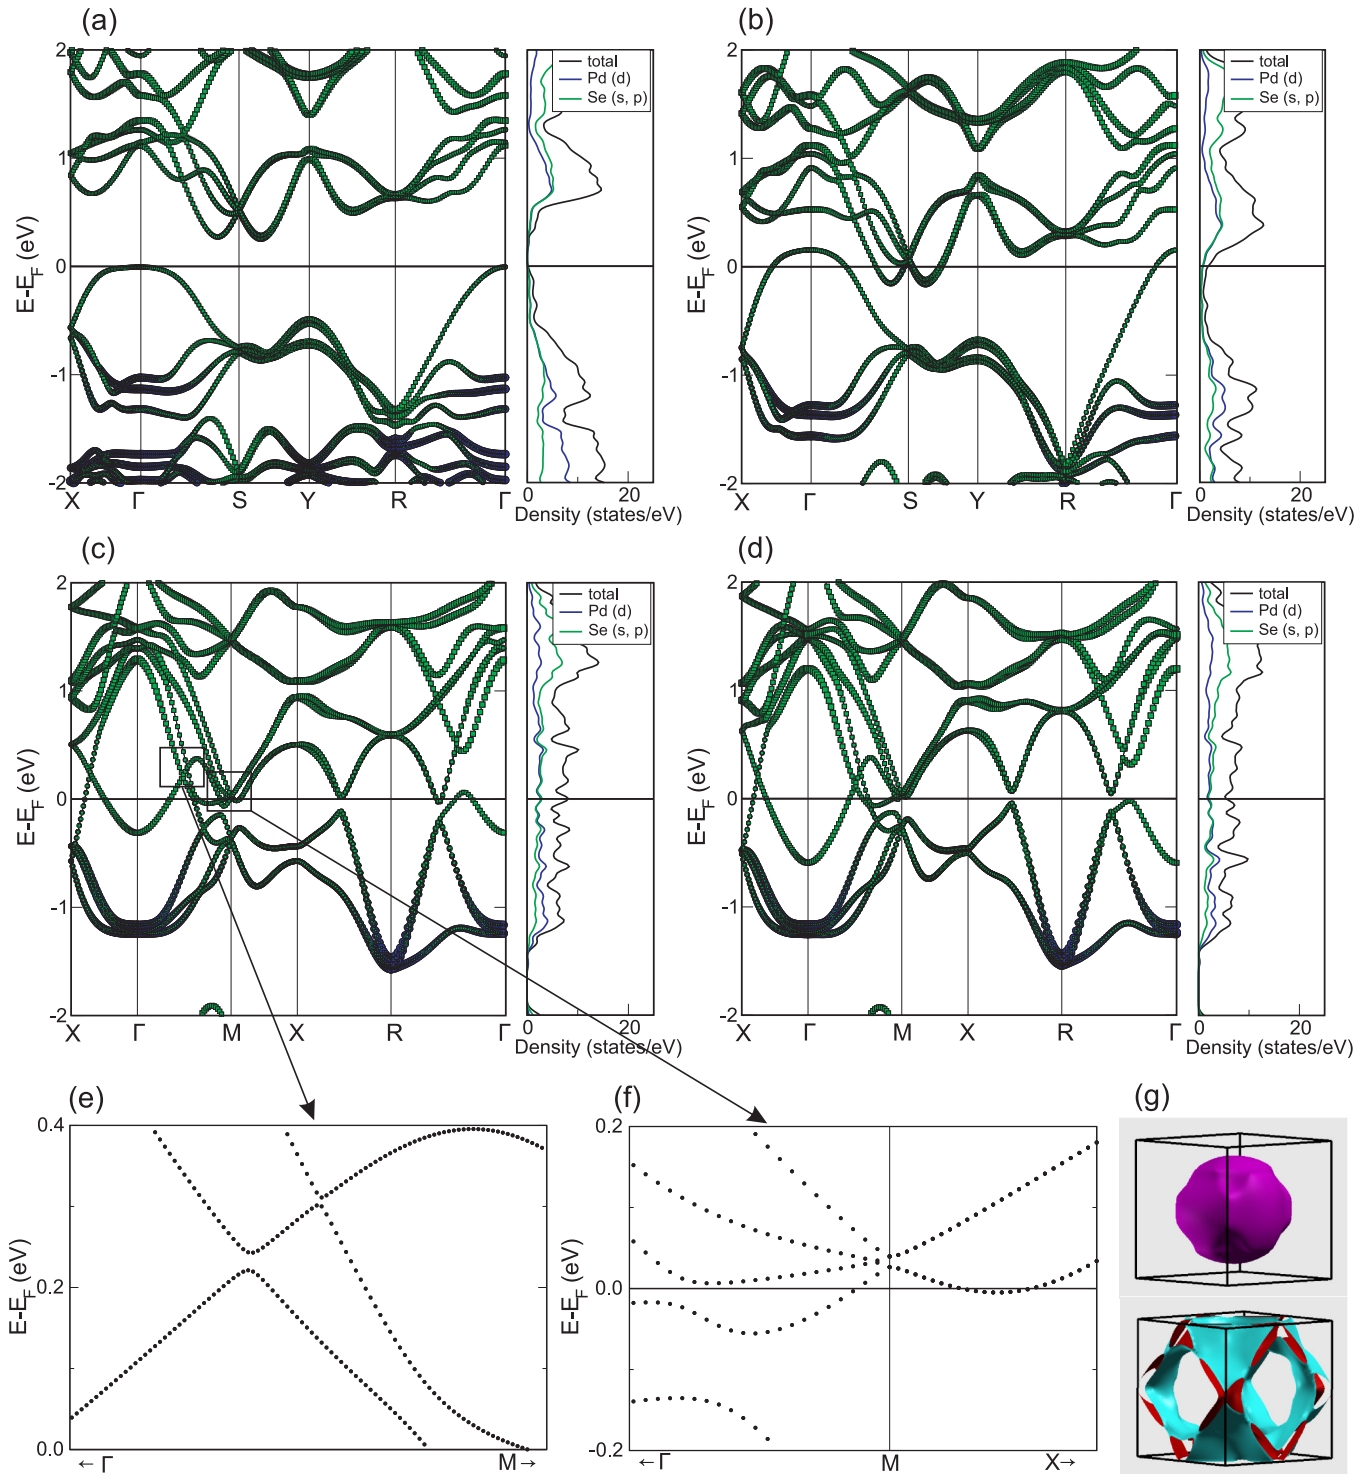 (a)
2
1
0
-1
-2
E-E_F (eV)
X Γ S Y R Γ
total
Pd (d)
Se (s, p)
0 20
Density (states/eV)
(b)
2
1
0
-1
-2
E-E_F (eV)
X Γ S Y R Γ
total
Pd (d)
Se (s, p)
0 20
Density (states/eV)
(c)
2
1
0
-1
-2
E-E_F (eV)
X Γ M X R Γ
total
Pd (d)
Se (s, p)
0 20
Density (states/eV)
(d)
2
1
0
-1
-2
E-E_F (eV)
X Γ M X R Γ
total
Pd (d)
Se (s, p)
0 20
Density (states/eV)
(e)
0.4
0.2
0.0
E-E_F (eV)
←Γ M→
(f)
0.2
0.0
-0.2
E-E_F (eV)
←Γ M X→
(g)